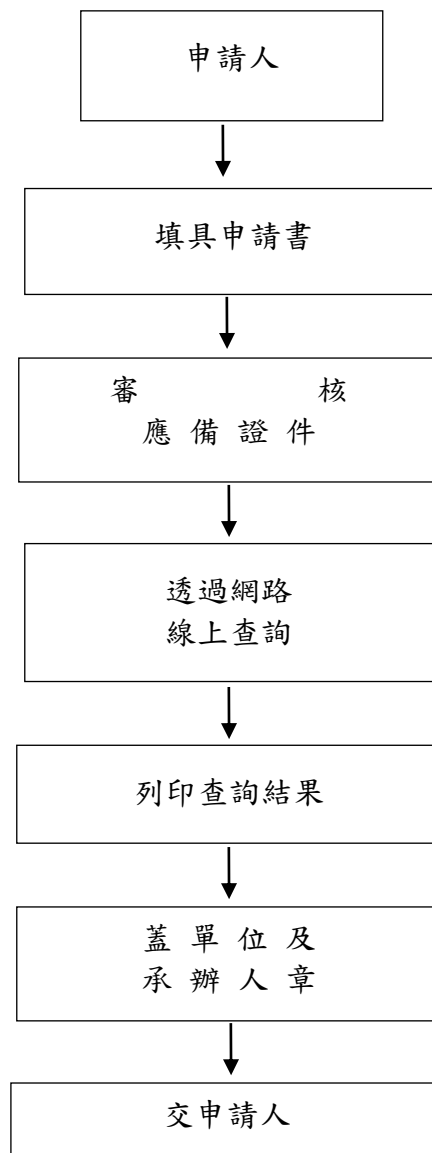 申請人
填具申請書
審 核
應 備 證 件
透過網路
線上查詢
列印查詢結果
蓋 單 位 及
承 辦 人 章
交申請人